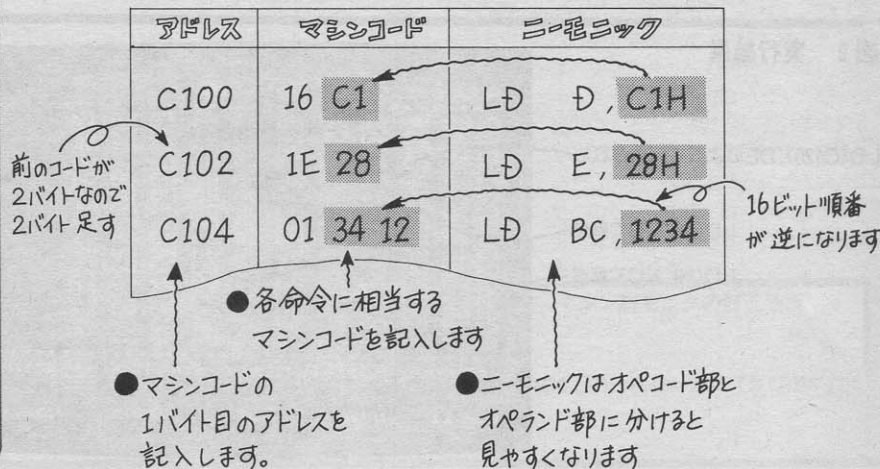 アドレス マシンコード ニーモニック
C100 16 C1 LD D, C1H
C102 1E 28 LD E, 28H
C104 01 34 12 LD BC, 1234
前のコードが
2バイトなので
2バイト足す
16ビット順番
が逆になります
●各命令に相当する
マシンコードを記入します
●マシンコードの
1バイト目のアドレスを
記入します。
●ニーモニックはオペコード部と
オペランド部に分けると
見やすくなります